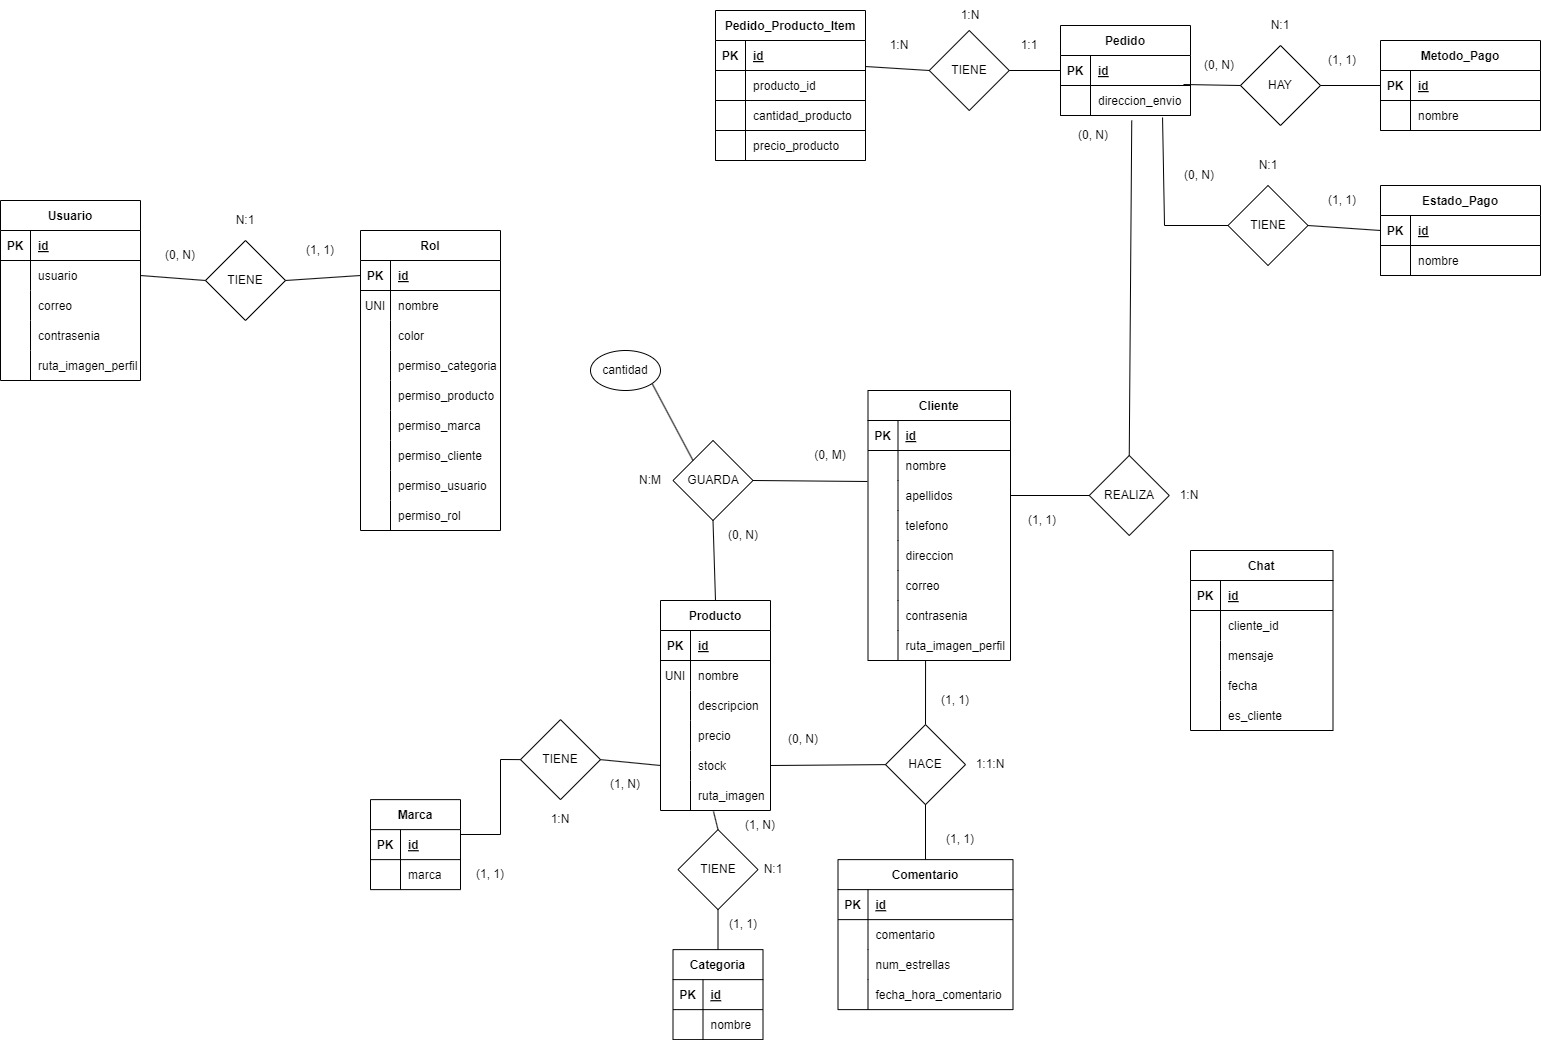 1:N
Pedido_Producto_Item
PK id
producto_id
cantidad_producto
precio_producto
1:N
TIENE
1:1
Pedido
PK id
direccion_envio
(0, N)
N:1
HAY
(1, 1)
Metodo_Pago
PK id
nombre
(0, N)
(0, N)
N:1
TIENE
(1, 1)
Estado_Pago
PK id
nombre
Usuario
PK id
usuario
correo
contrasenia
ruta_imagen_perfil
(0, N)
N:1
TIENE
(1, 1)
Rol
PK id
UNI nombre
color
permiso_categoria
permiso_producto
permiso_marca
permiso_cliente
permiso_usuario
permiso_rol
cantidad
N:M
GUARDA
(0, M)
(0, N)
Cliente
PK id
nombre
apellidos
telefono
direccion
correo
contrasenia
ruta_imagen_perfil
(1, 1)
REALIZA
1:N
Chat
PK id
cliente_id
mensaje
fecha
es_cliente
Producto
PK id
UNI nombre
descripcion
precio
stock
ruta_imagen
(1, 1)
(0, N)
HACE
1:1:N
(1, 1)
TIENE
(1, N)
1:N
Marca
PK id
marca
(1, 1)
(1, N)
TIENE
N:1
(1, 1)
Categoria
PK id
nombre
Comentario
PK id
comentario
num_estrellas
fecha_hora_comentario